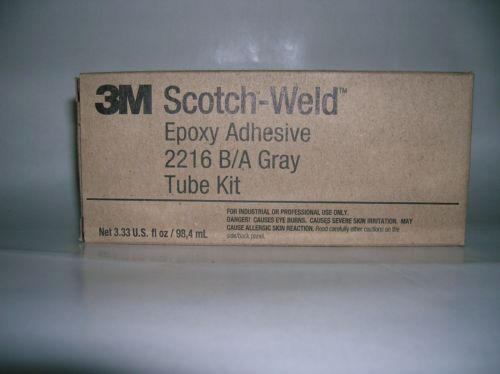 3M Scotch-Weld™
Epoxy Adhesive
2216 B/A Gray
Tube Kit
FOR INDUSTRIAL OR PROFESSIONAL USE ONLY.
DANGER! CAUSES EYE BURNS. CAUSES SEVERE SKIN IRRITATION. MAY
CAUSE ALLERGIC SKIN REACTION. Read carefully other cautions on the
side/back panel.
Net 3.33 U.S. fl oz / 98,4 mL